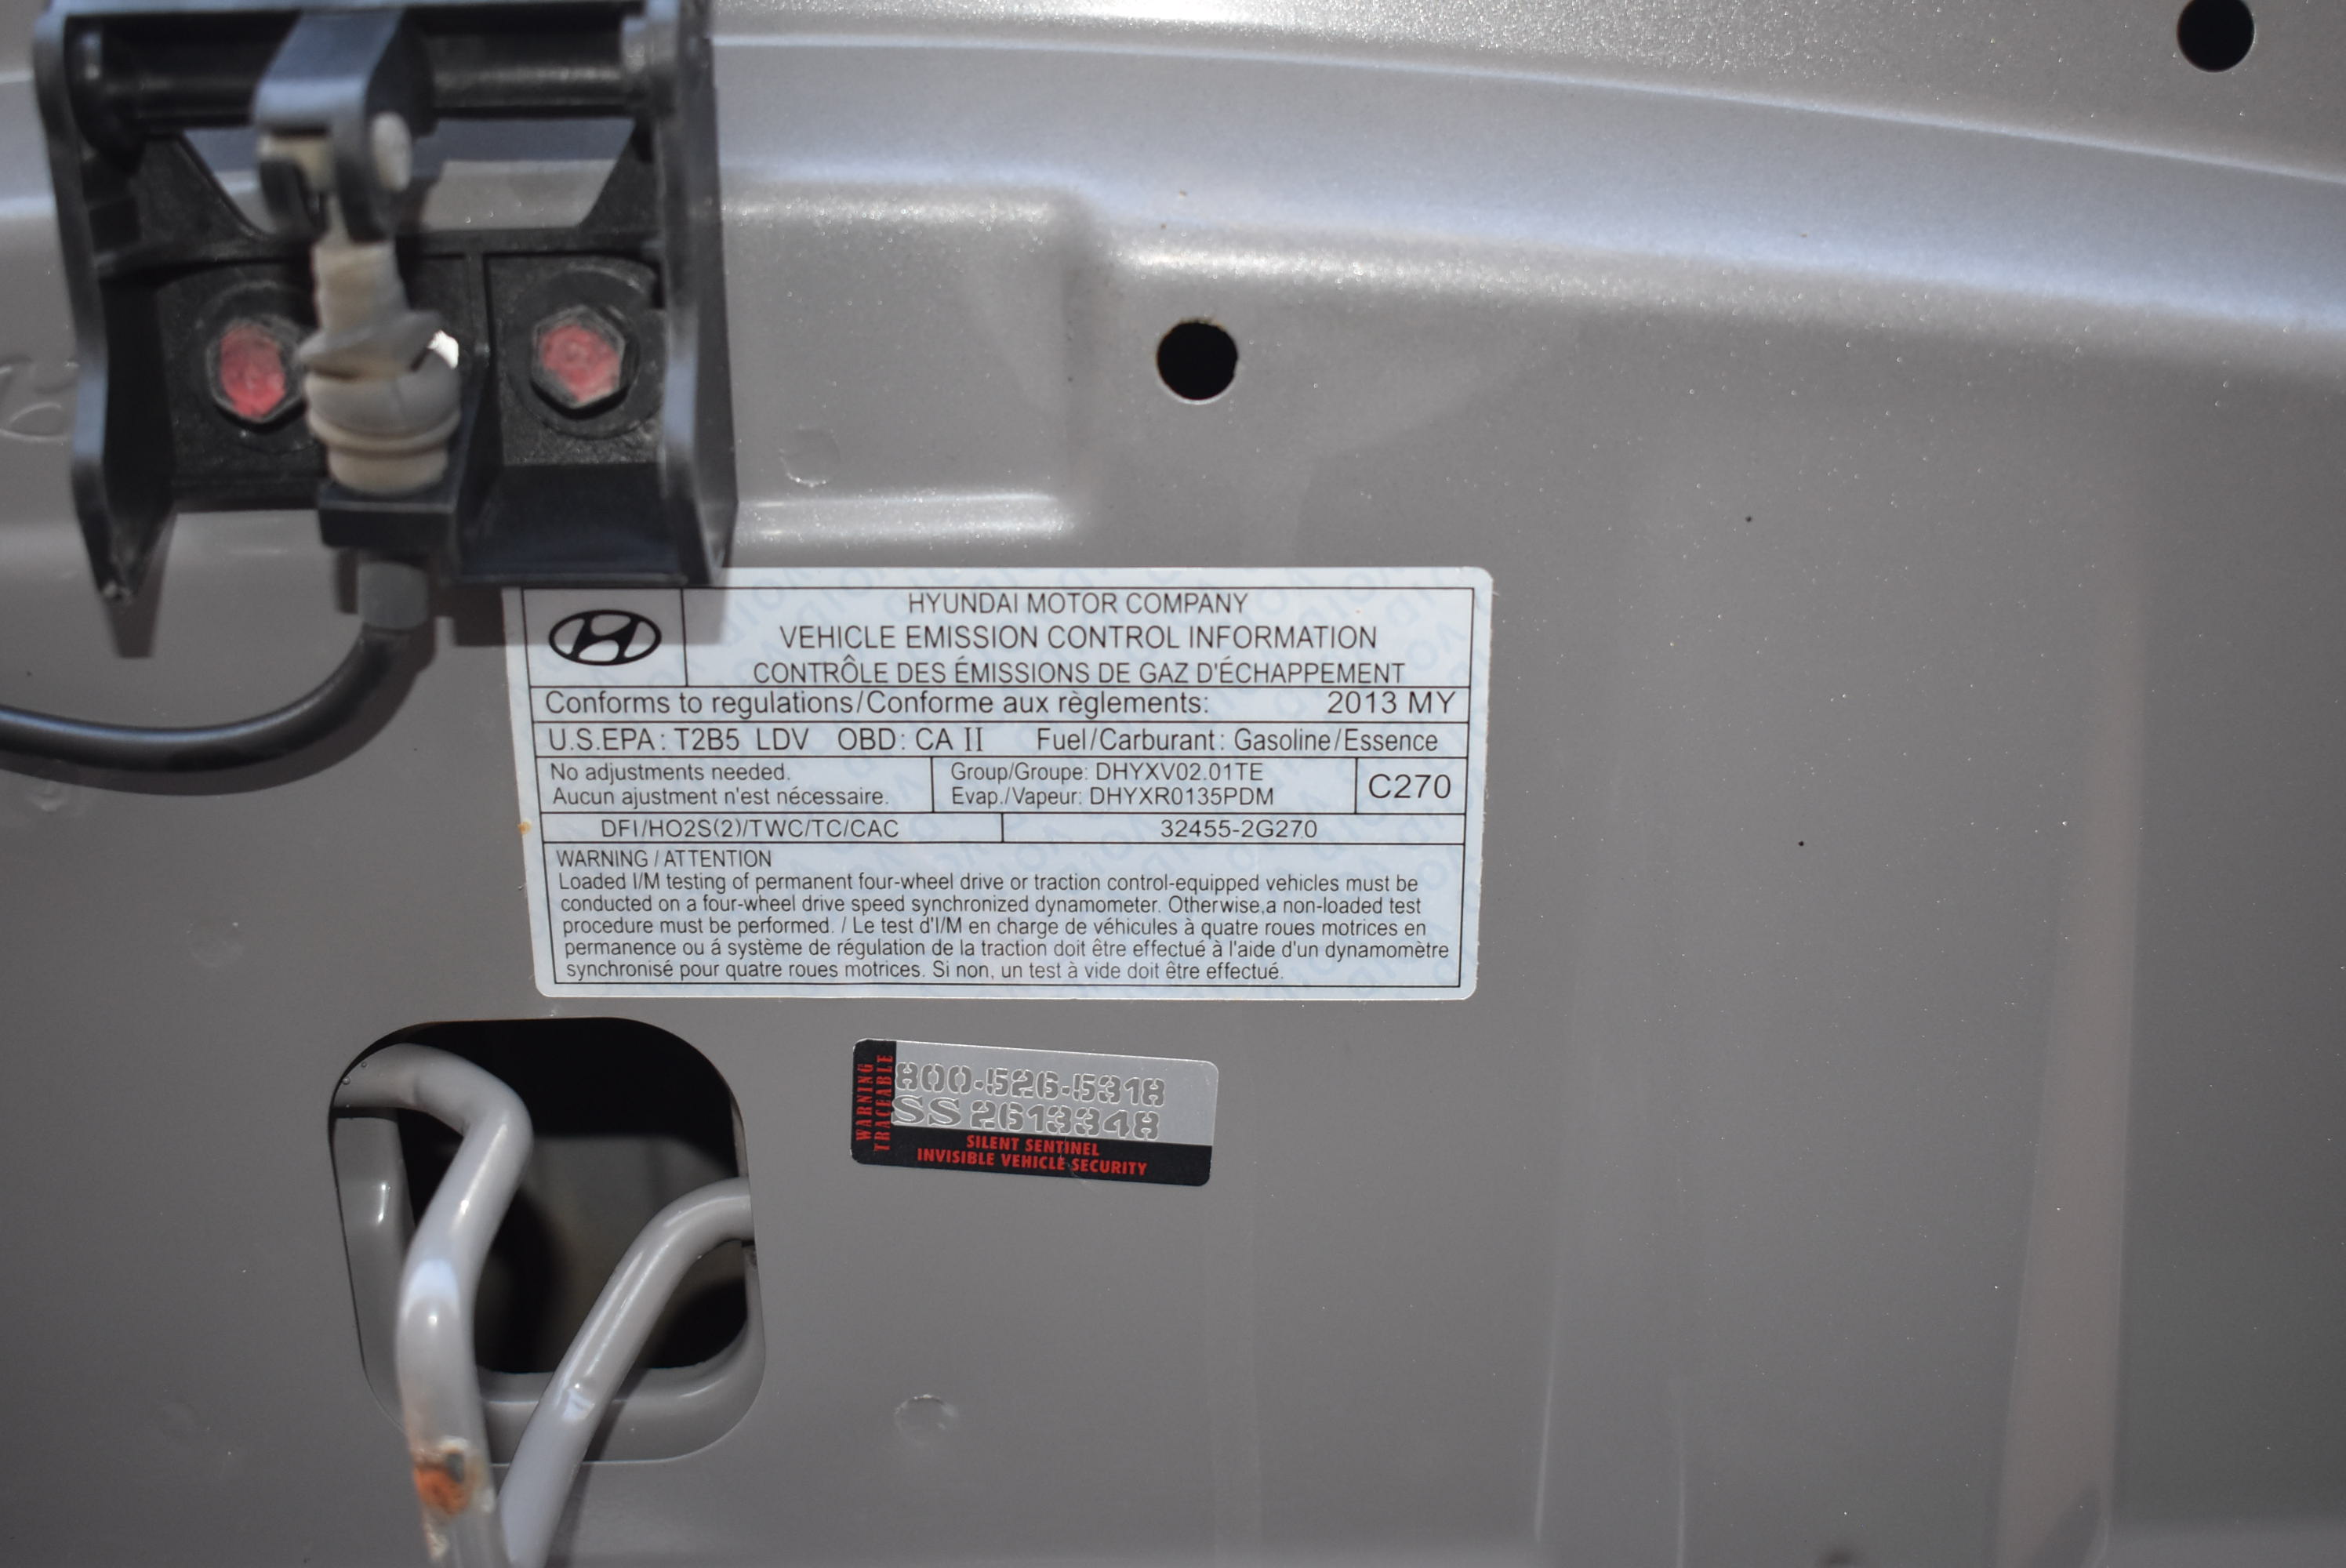 HYUNDAI MOTOR COMPANY
VEHICLE EMISSION CONTROL INFORMATION
CONTRÔLE DES ÉMISSIONS DE GAZ D'ÉCHAPPEMENT
Conforms to regulations/Conforme aux règlements: 2013 MY
U.S.EPA: T2B5 LDV OBD: CA II Fuel/Carburant: Gasoline/Essence
No adjustments needed.
Aucun ajustment n'est nécessaire.
Group/Groupe: DHYXV02.01TE
Evap./Vapeur: DHYXR0135PDM
C270
DFI/HO2S(2)/TWC/TC/CAC
32455-2G270
WARNING / ATTENTION
Loaded I/M testing of permanent four-wheel drive or traction control-equipped vehicles must be
conducted on a four-wheel drive speed synchronized dynamometer. Otherwise,a non-loaded test
procedure must be performed. / Le test d'I/M en charge de véhicules à quatre roues motrices en
permanence ou á système de régulation de la traction doit être effectué à l'aide d'un dynamomètre
synchronisé pour quatre roues motrices. Si non, un test à vide doit être effectué.
WARNING
TRACEABLE
800-526-5318
SS 2613348
SILENT SENTINEL
INVISIBLE VEHICLE SECURITY